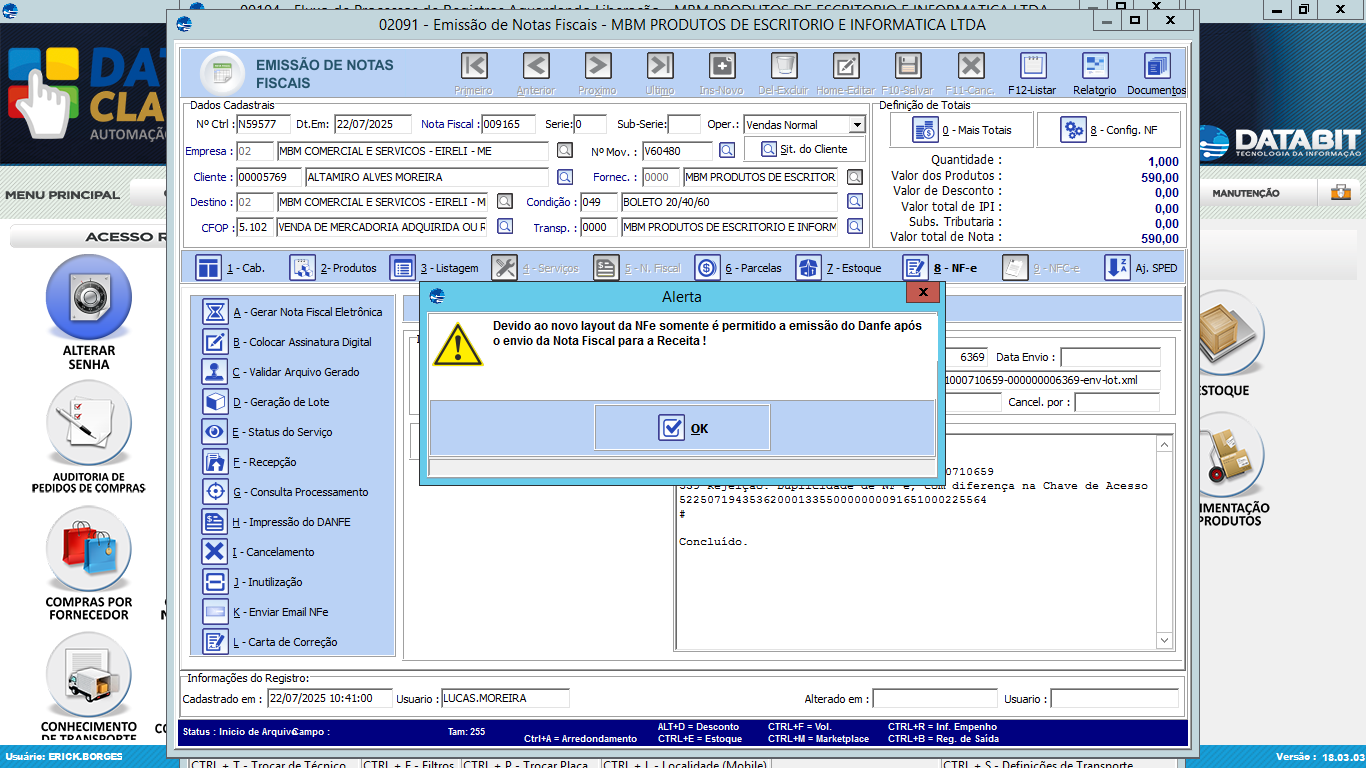 02091 - Emissão de Notas Fiscais - MBM PRODUTOS DE ESCRITORIO E INFORMATICA LTDA
EMISSÃO DE NOTAS
FISCAIS
Primeiro
Anterior
Proximo
Ultimo
Ins-Novo
Del-Excluir
Home-Editar
F10-Salvar
F11-Canc.
F12-Listar
Relatorio
Documentos
Dados Cadastrais
Nº Ctrl : N59577 Dt.Em: 22/07/2025 Nota Fiscal : 009165 Serie: 0 Sub-Serie: Oper.: Vendas Normal
Empresa : 02 MBM COMERCIAL E SERVICOS - EIRELI - ME Nº Mov. : V60480 Sit. do Cliente
Cliente : 00005769 ALTAMIRO ALVES MOREIRA Fornec. : 0000 MBM PRODUTOS DE ESCRITOR
Destino : 02 MBM COMERCIAL E SERVICOS - EIRELI - M Condição : 049 BOLETO 20/40/60
CFOP : 5.102 VENDA DE MERCADORIA ADQUIRIDA OU R Transp. : 0000 MBM PRODUTOS DE ESCRITORIO E INFORM
Definição de Totais
0 - Mais Totais
8 - Config. NF
Quantidade : 1,000
Valor dos Produtos : 590,00
Valor de Desconto : 0,00
Valor total de IPI : 0,00
Subs. Tributaria : 0,00
Valor total de Nota : 590,00
1 - Cab.
2- Produtos
3 - Listagem
4 - Serviços
5 - N. Fiscal
6 - Parcelas
7 - Estoque
8 - NF-e
9 - NFC-e
Aj. SPED
A - Gerar Nota Fiscal Eletrônica
B - Colocar Assinatura Digital
C - Validar Arquivo Gerado
D - Geração de Lote
E - Status do Serviço
F - Recepção
G - Consulta Processamento
H - Impressão do DANFE
I - Cancelamento
J - Inutilização
K - Enviar Email NFe
L - Carta de Correção
Alerta
Devido ao novo layout da NFe somente é permitido a emissão do Danfe após
o envio da Nota Fiscal para a Receita !
OK
6369 Data Envio :
1000710659-000000006369-env-lot.xml
Cancel. por :
0710659
539 Rejeição: Duplicidade de NF-e, com diferença na Chave de Acesso
52250719435362000133550000000091651000225564
#
Concluído.
Informações do Registro:
Cadastrado em : 22/07/2025 10:41:00 Usuario : LUCAS.MOREIRA Alterado em : Usuario :
Status : Inicio de Arquivo
Campo :
Tam: 255
Ctrl+A = Arredondamento
ALT+D = Desconto
CTRL+E = Estoque
CTRL+F = Vol.
CTRL+M = Marketplace
CTRL+R = Inf. Empenho
CTRL+B = Reg. de Saída
CTRL + T - Trocar de Técnico
CTRL + F - Filtros
CTRL + P - Trocar Placa
CTRL + L - Localidade (Mobile)
CTRL + S - Definições de Transporte
CLA
AUTOMAÇÃ
MENU PRINCIPAL
ACESSO R
ALTERAR
SENHA
AUDITORIA DE
PEDIDOS DE COMPRAS
COMPRAS POR
FORNECEDOR
CONHECIMENTO
DE TRANSPORTE
Usuário: ERICK.BORGES
DATABIT
TECNOLOGIA DA INFORMAÇÃO
MANUTENÇÃO
STOQUE
IMENTAÇÃO
PRODUTOS
Versão : 18.03.03